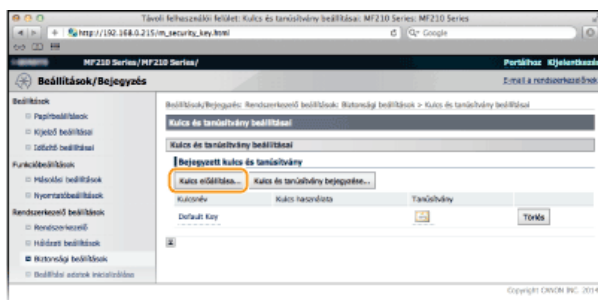 Távoli felhasználói felület: Kulcs és tanúsítvány beállításai: MF210 Series: MF210 Series
http://192.168.0.215/m_security_key.html
Google
MF210 Series/MF210 Series/
Portálhoz Kijelentkezés
Beállítások/Bejegyzés
E-mail a rendszerkezelőnek
Beállítások
Papírbeállítások
Kijelző beállításai
Időzítő beállításai
Funkcióbeállítások
Másolási beállítások
Nyomtatóbeállítások
Rendszerkezelő beállítások
Rendszerkezelő
Hálózati beállítások
Biztonsági beállítások
Beállítási adatok inicializálása
Beállítások/Bejegyzés: Rendszerkezelő beállítások: Biztonsági beállítások > Kulcs és tanúsítvány beállításai
Kulcs és tanúsítvány beállításai
Kulcs és tanúsítvány beállításai
Bejegyzett kulcs és tanúsítvány
Kulcs előállítása...
Kulcs és tanúsítvány bejegyzése...
Kulcsnév
Kulcs használata
Tanúsítvány
Default Key
Törlés
Copyright CANON INC. 2014